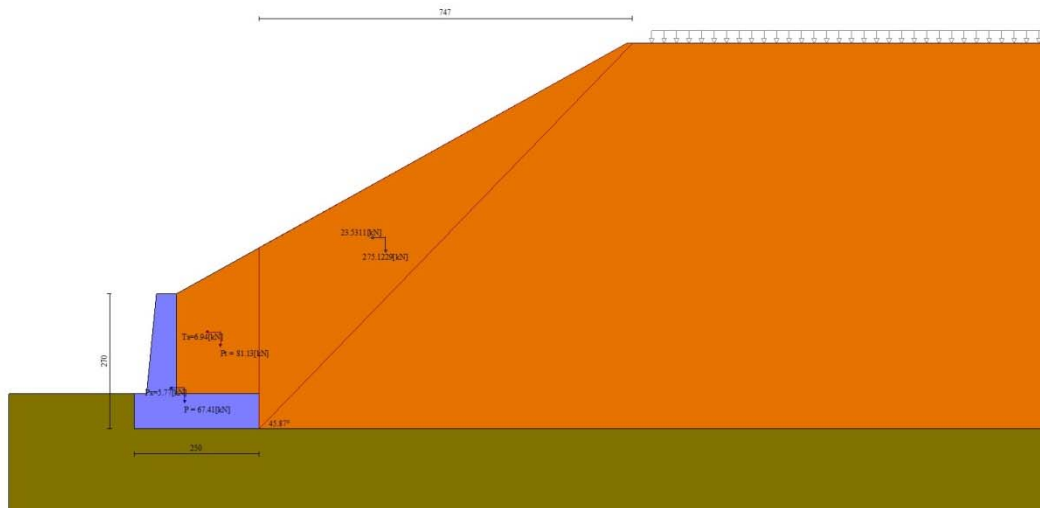 747
23.5311[kN]
275.1229[kN]
Ts=6.94[kN]
Pt = 81.13[kN]
270
Ps=5.77[kN]
P = 67.41[kN]
45.87°
250